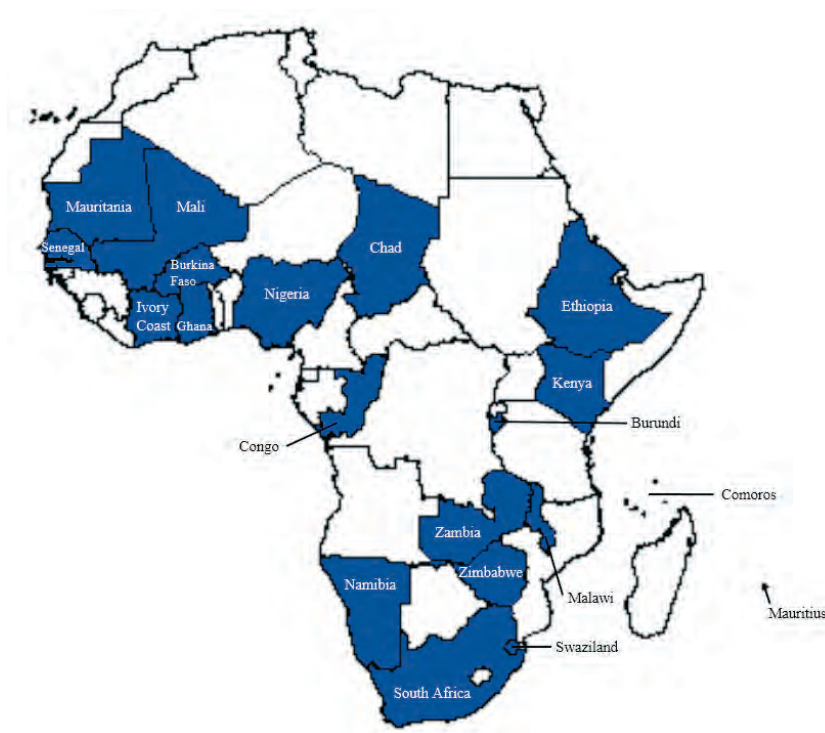 Mauritania
Mali
Senegal
Chad
Burkina
Faso
Nigeria
Ivory
Coast
Ghana
Ethiopia
Kenya
Burundi
Congo
Comoros
Zambia
Zimbabwe
Namibia
Malawi
Mauritius
Swaziland
South Africa